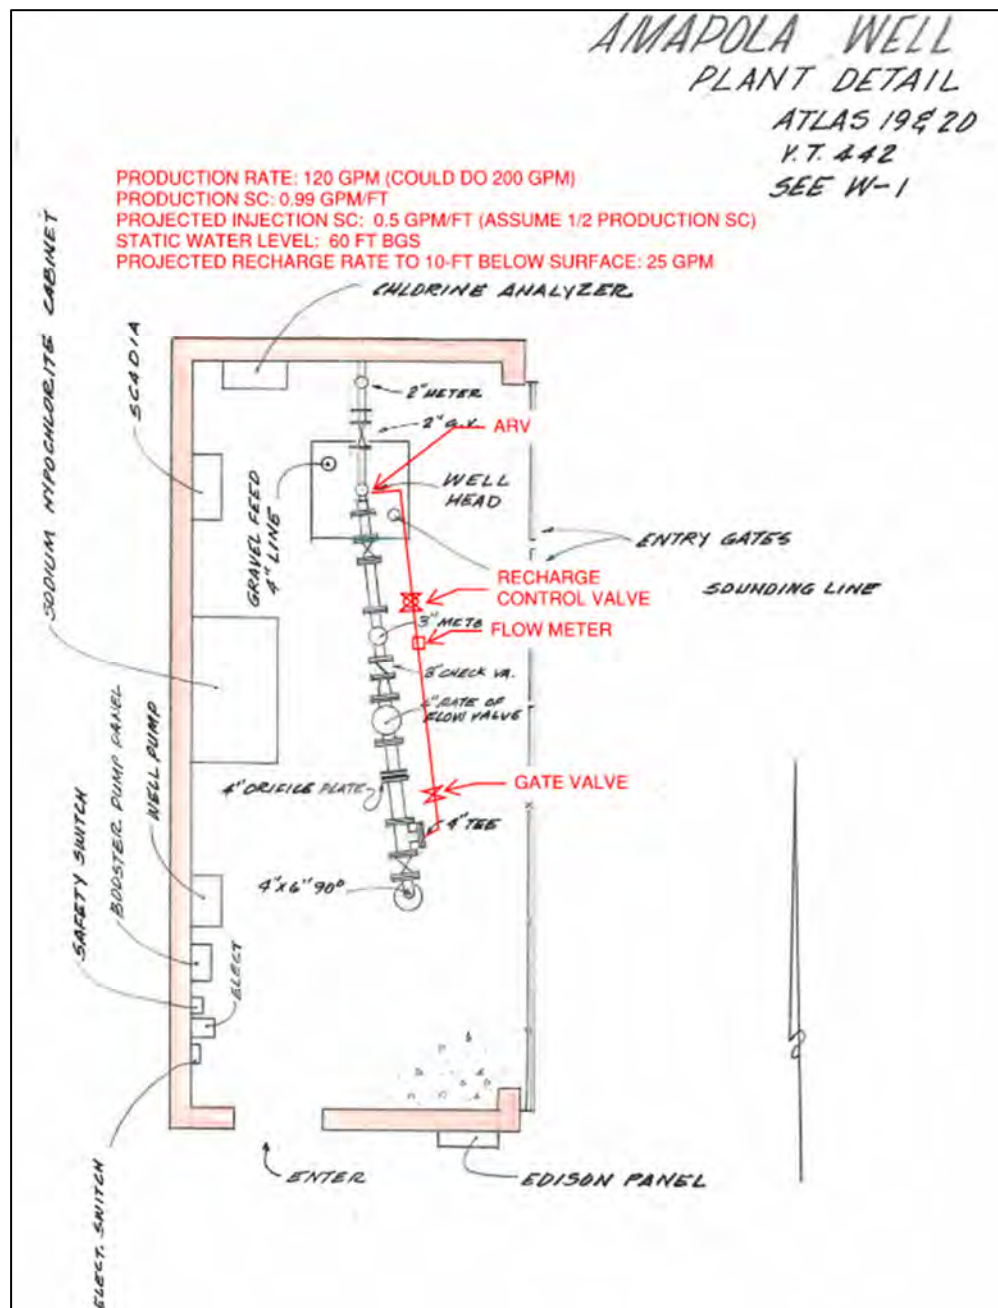 AMAPOLA WELL
PLANT DETAIL
ATLAS 19 & 20
Y.T. 442
SEE W-1
PRODUCTION RATE: 120 GPM (COULD DO 200 GPM)
PRODUCTION SC: 0.99 GPM/FT
PROJECTED INJECTION SC: 0.5 GPM/FT (ASSUME 1/2 PRODUCTION SC)
STATIC WATER LEVEL: 60 FT BGS
PROJECTED RECHARGE RATE TO 10-FT BELOW SURFACE: 25 GPM
CHLORINE ANALYZER
SCADIA
SODIUM HYPOCHLORITE CABINET
2" METER
2" G.V.
ARV
WELL
HEAD
GRAVEL FEED
4" LINE
ENTRY GATES
SOUNDING LINE
RECHARGE
CONTROL VALVE
3" METE
FLOW METER
CHECK VA.
RATE OF
FLOW VALVE
4" ORIFICE PLATE
GATE VALVE
4" TEE
4" X 6" 90°
WELL PUMP
BOOSTER PUMP PANEL
SAFETY SWITCH
ELECT
ELECT. SWITCH
ENTER
EDISON PANEL